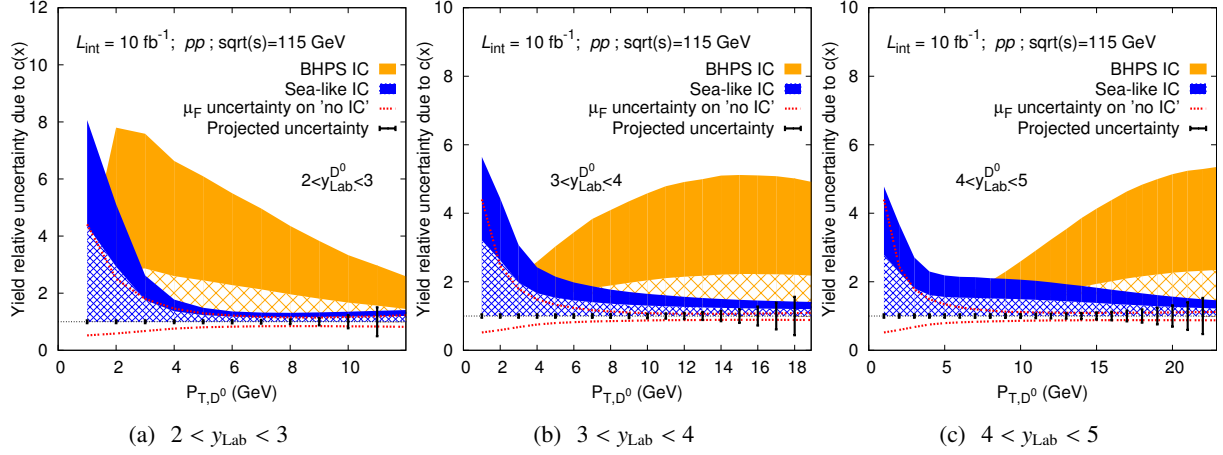 Yield relative uncertainty due to c(x)
12
10
8
6
4
2
0
L_int = 10 fb⁻¹; pp ; sqrt(s)=115 GeV
BHPS IC
Sea-like IC
μ_F uncertainty on 'no IC'
Projected uncertainty
2<y_Lab.^D⁰<3
0 2 4 6 8 10
P_T,D⁰ (GeV)
(a) 2 < y_Lab < 3
Yield relative uncertainty due to c(x)
10
8
6
4
2
0
L_int = 10 fb⁻¹; pp ; sqrt(s)=115 GeV
BHPS IC
Sea-like IC
μ_F uncertainty on 'no IC'
Projected uncertainty
3<y_Lab.^D⁰<4
0 2 4 6 8 10 12 14 16 18
P_T,D⁰ (GeV)
(b) 3 < y_Lab < 4
Yield relative uncertainty due to c(x)
10
8
6
4
2
0
L_int = 10 fb⁻¹; pp ; sqrt(s)=115 GeV
BHPS IC
Sea-like IC
μ_F uncertainty on 'no IC'
Projected uncertainty
4<y_Lab.^D⁰<5
0 5 10 15 20
P_T,D⁰ (GeV)
(c) 4 < y_Lab < 5